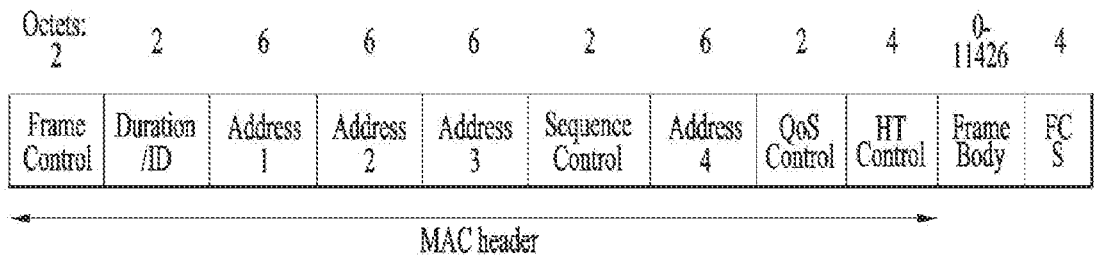 Octets:
2 2 6 6 6 2 6 2 4 0-
11426 4
Frame
Control
Duration
/ID
Address
1
Address
2
Address
3
Sequence
Control
Address
4
QoS
Control
HT
Control
Frame
Body
FC
S
MAC header